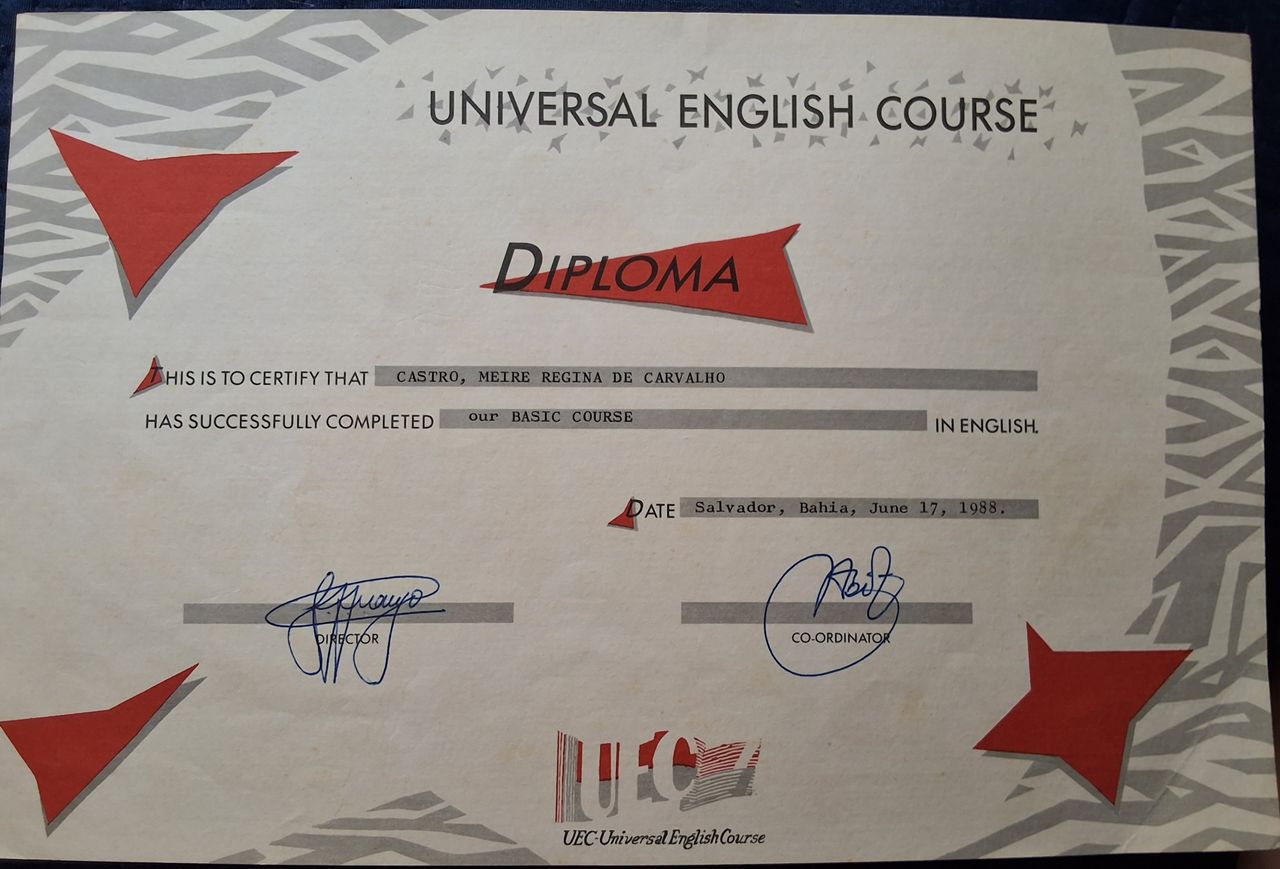 UNIVERSAL ENGLISH COURSE
DIPLOMA
THIS IS TO CERTIFY THAT CASTRO, MEIRE REGINA DE CARVALHO
HAS SUCCESSFULLY COMPLETED our BASIC COURSE IN ENGLISH.
DATE Salvador, Bahia, June 17, 1988.
DIRECTOR
CO-ORDINATOR
UEC
UEC-Universal English Course